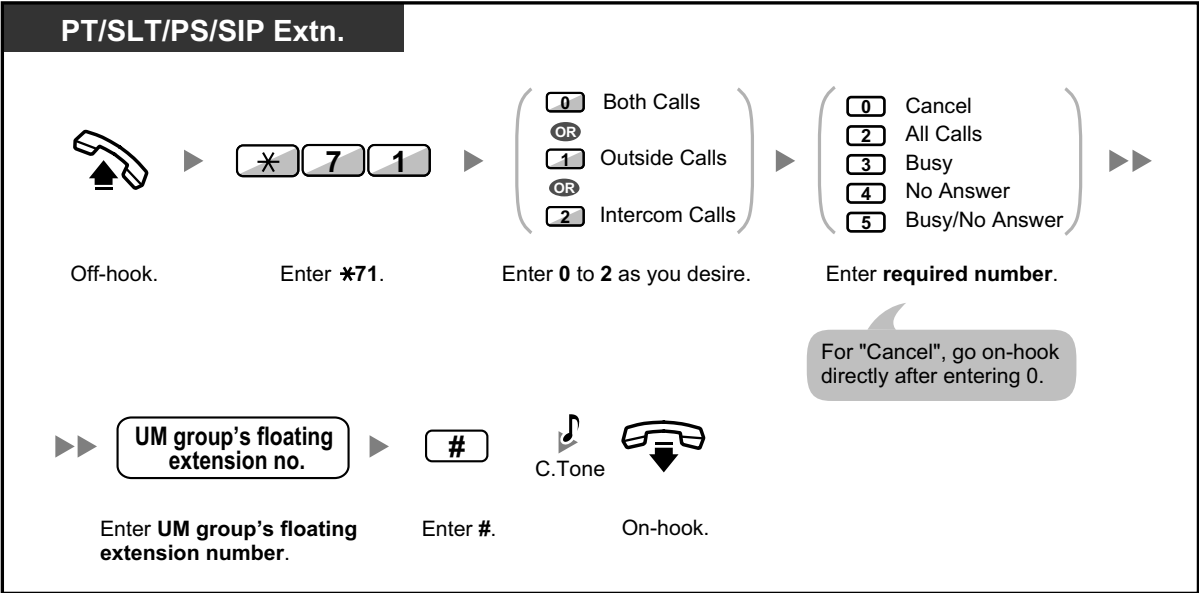 PT/SLT/PS/SIP Extn.
0 Both Calls
OR
1 Outside Calls
OR
2 Intercom Calls
0 Cancel
2 All Calls
3 Busy
4 No Answer
5 Busy/No Answer
* 7 1
Off-hook.
Enter *71.
Enter 0 to 2 as you desire.
Enter required number.
For "Cancel", go on-hook
directly after entering 0.
UM group's floating
extension no.
#
C.Tone
Enter UM group's floating
extension number.
Enter #.
On-hook.